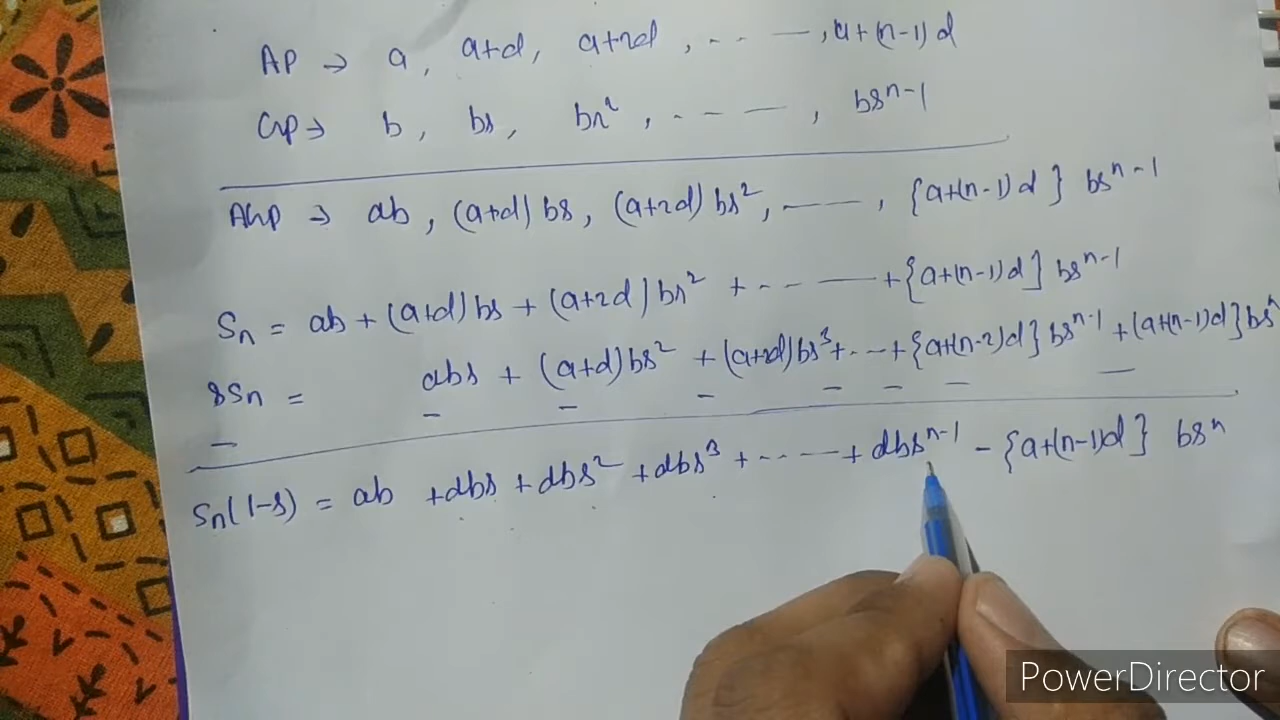 AP → a, a+d, a+2d, .. —, a+(n-1)d
GP → b, br, br², .. —, brⁿ⁻¹
AGP → ab, (a+d)br, (a+2d)br², ——, {a+(n-1)d} brⁿ⁻¹
Sₙ = ab + (a+d)br + (a+2d)br² + .. — + {a+(n-1)d} brⁿ⁻¹
rSₙ = abr + (a+d)br² + (a+2d)br³ + .. — + {a+(n-2)d} brⁿ⁻¹ + {a+(n-1)d} brⁿ
− − − − − − − −
Sₙ(1-r) = ab + dbr + dbr² + dbr³ + .... — + dbrⁿ⁻¹ - {a+(n-1)d} brⁿ
PowerDirector